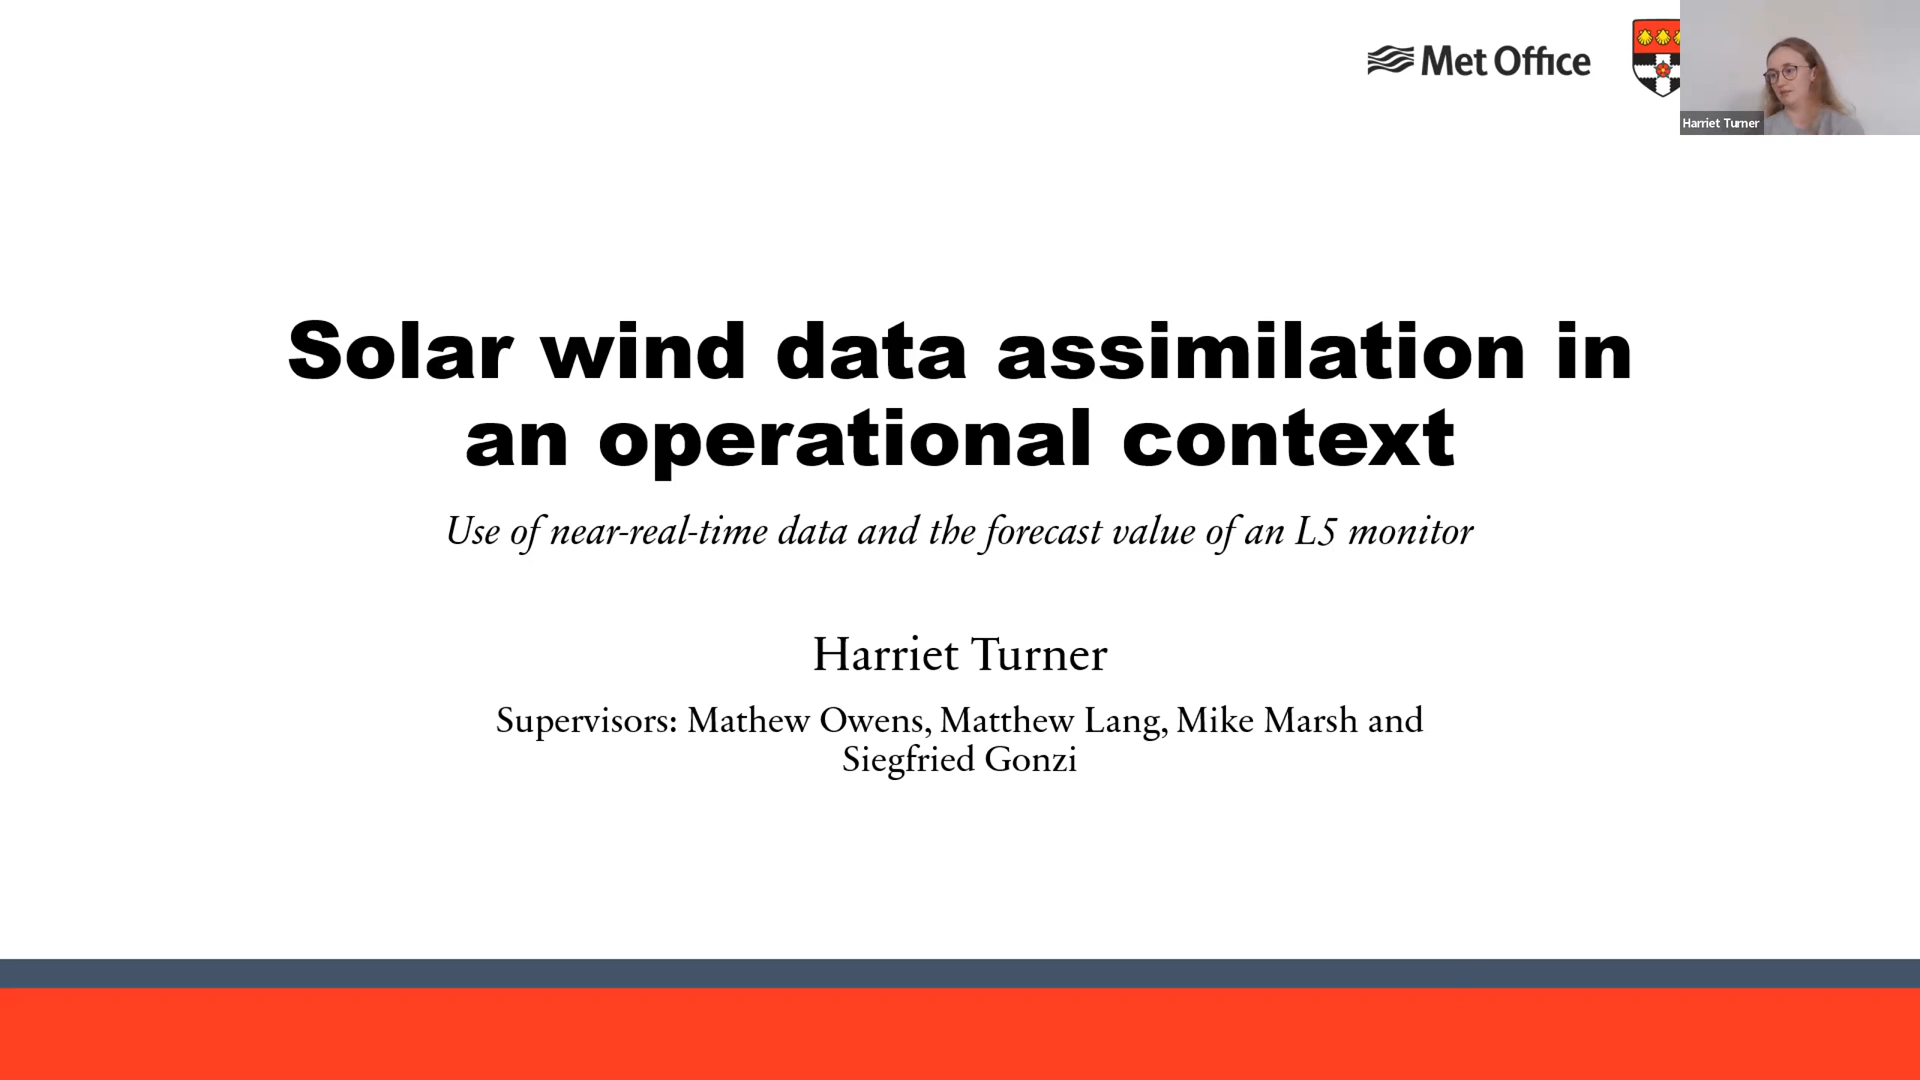 Met Office
Harriet Turner
Solar wind data assimilation in
an operational context
Use of near-real-time data and the forecast value of an L5 monitor
Harriet Turner
Supervisors: Mathew Owens, Matthew Lang, Mike Marsh and
Siegfried Gonzi